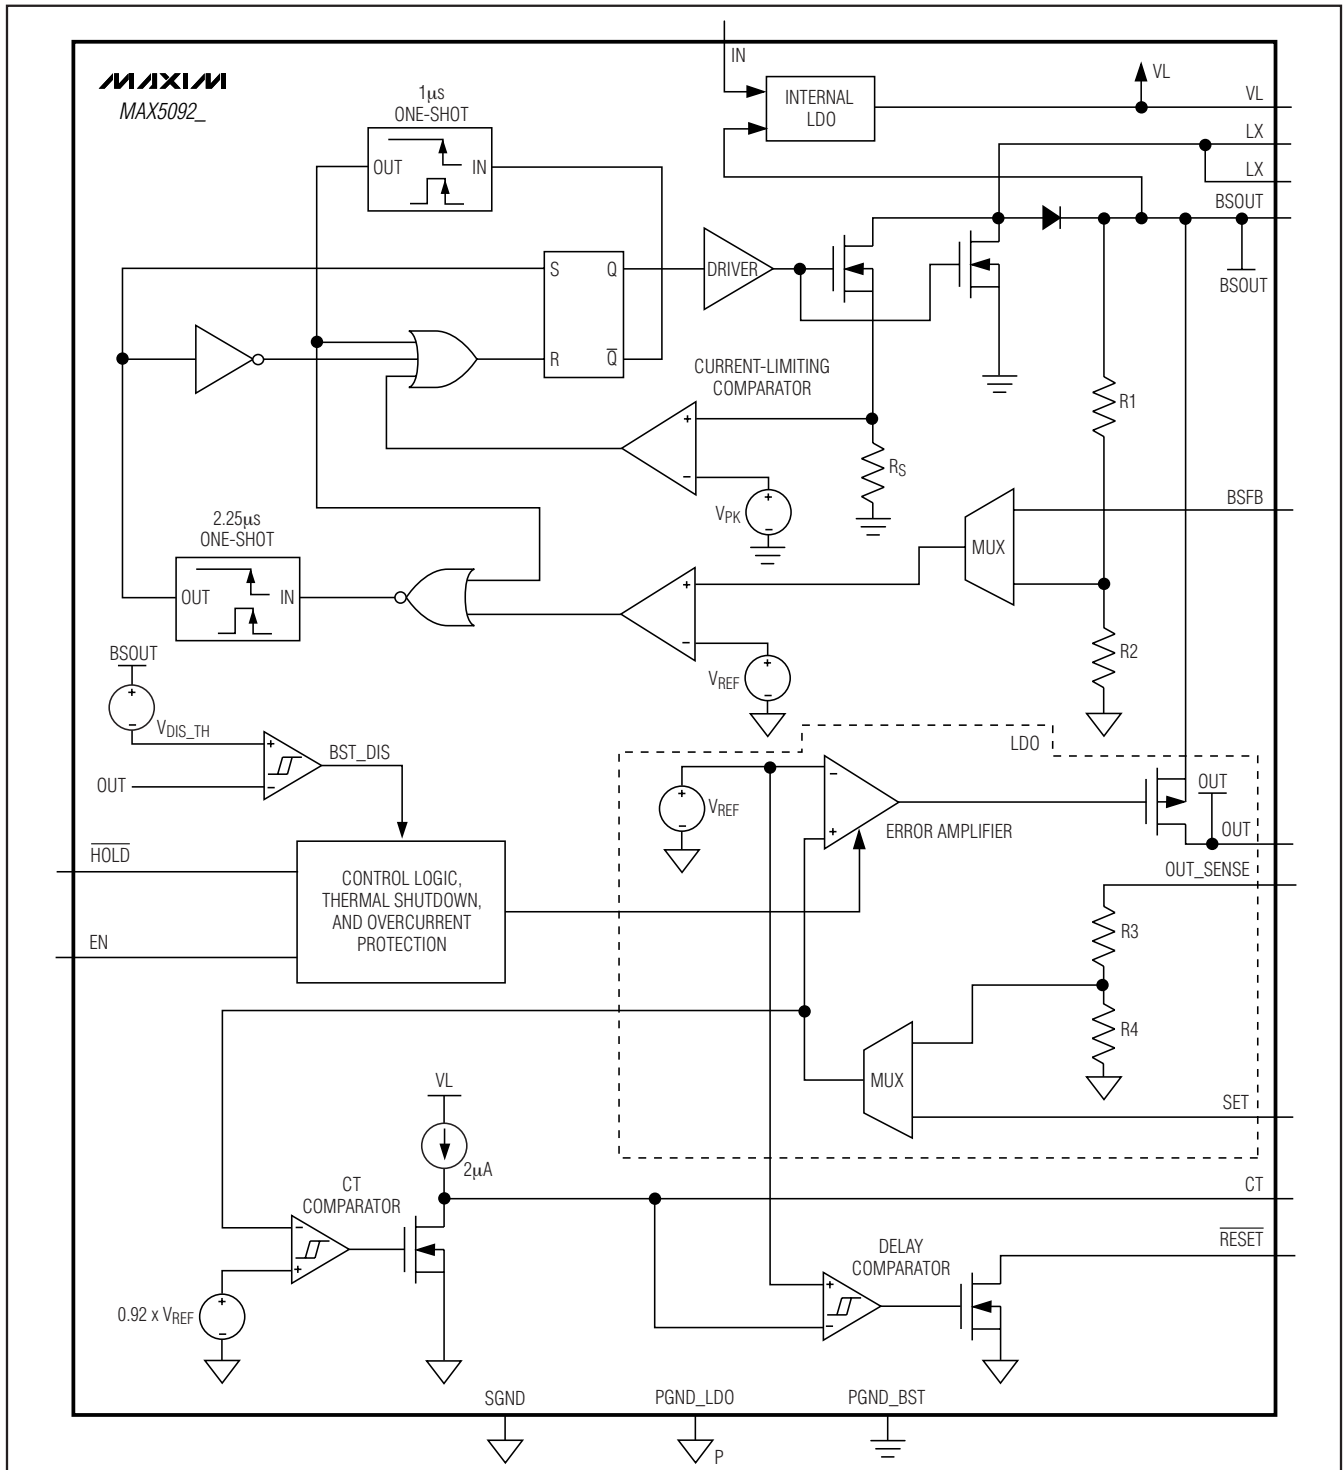 IN
MAXIM
MAX5092_
1µs
ONE-SHOT
OUT
IN
INTERNAL
LDO
VL
VL
LX
LX
BSOUT
BSOUT
S
Q
R
Q̅
DRIVER
CURRENT-LIMITING
COMPARATOR
+
−
RS
VPK
+
−
R1
BSFB
MUX
2.25µs
ONE-SHOT
OUT
IN
+
−
VREF
+
−
R2
BSOUT
+
−
VDIS_TH
OUT
+
−
BST_DIS
LDO
VREF
+
−
−
+
ERROR AMPLIFIER
OUT
OUT
OUT_SENSE
HOLD
EN
CONTROL LOGIC,
THERMAL SHUTDOWN,
AND OVERCURRENT
PROTECTION
R3
R4
MUX
SET
VL
2µA
CT
CT
COMPARATOR
−
+
0.92 x VREF
+
−
DELAY
COMPARATOR
+
−
RESET
SGND
PGND_LDO
P
PGND_BST